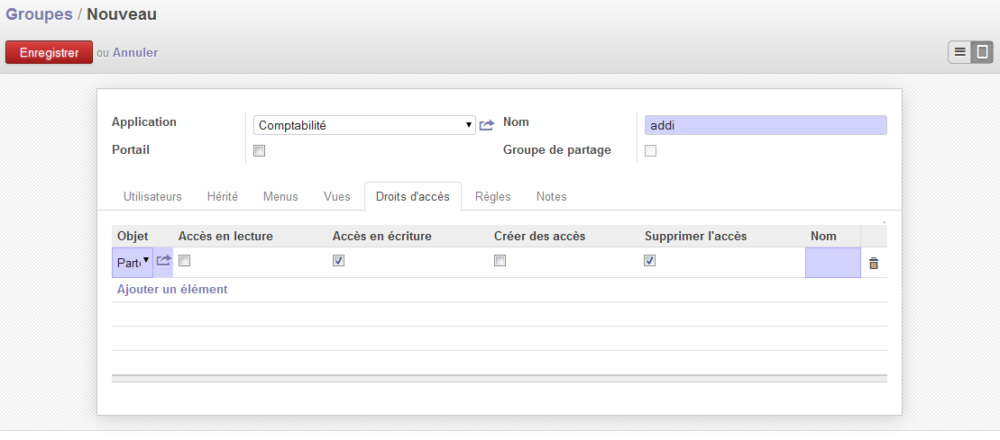 Groupes / Nouveau
Enregistrer ou Annuler
Application Comptabilité Nom addi
Portail Groupe de partage
Utilisateurs Hérité Menus Vues Droits d'accès Règles Notes
Objet Accès en lecture Accès en écriture Créer des accès Supprimer l'accès Nom
Part
Ajouter un élément